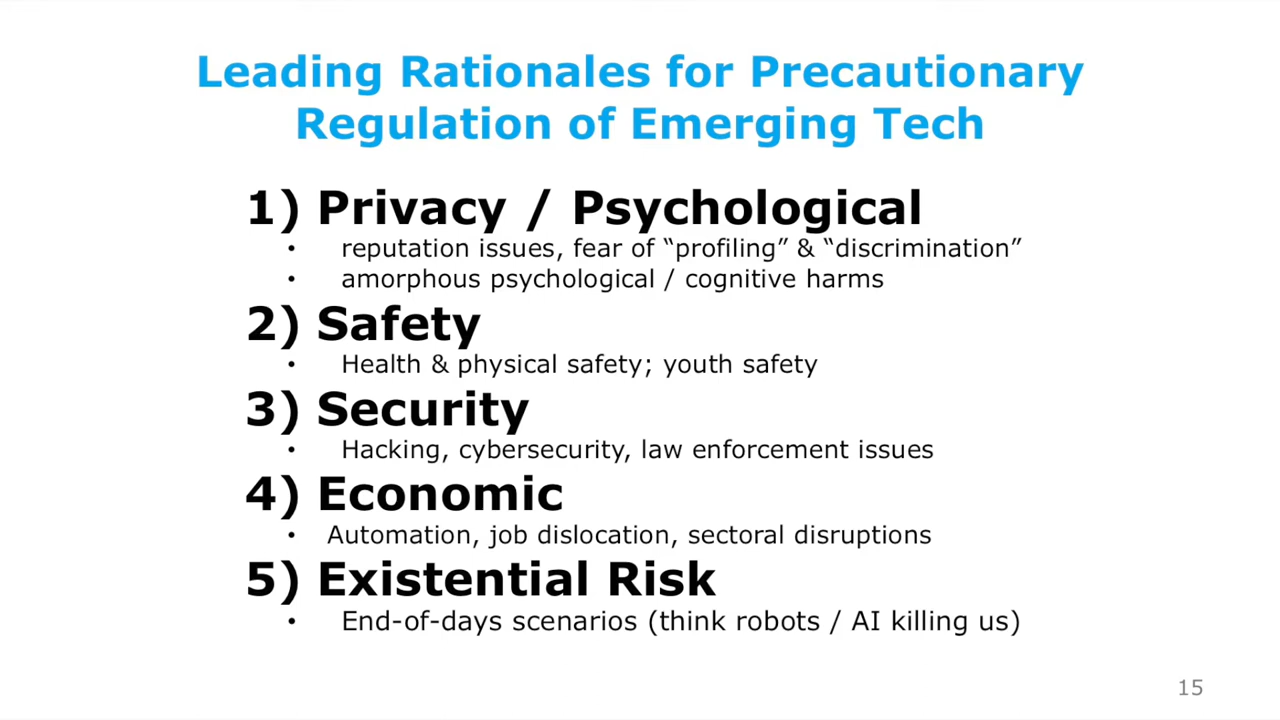 Leading Rationales for Precautionary
Regulation of Emerging Tech
1) Privacy / Psychological
• reputation issues, fear of “profiling” & “discrimination”
• amorphous psychological / cognitive harms
2) Safety
• Health & physical safety; youth safety
3) Security
• Hacking, cybersecurity, law enforcement issues
4) Economic
• Automation, job dislocation, sectoral disruptions
5) Existential Risk
• End-of-days scenarios (think robots / AI killing us)
15